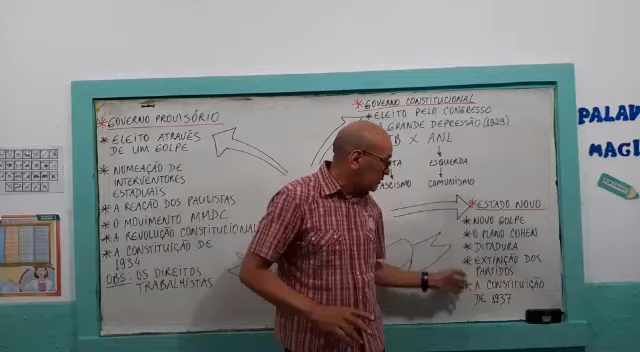 *GOVERNO PROVISÓRIO
* ELEITO ATRAVÉS
DE UM GOLPE
* NOMEAÇÃO DE
INTERVENTORES
ESTADUAIS
* A REAÇÃO DOS PAULISTAS
* O MOVIMENTO MMDC
* A REVOLUÇÃO CONSTITUCIONAL
* A CONSTITUIÇÃO DE
1934
OBS: OS DIREITOS
TRABALHISTAS
*GOVERNO CONSTITUCIONAL
* ELEITO PELO CONGRESSO
A GRANDE DEPRESSÃO (1929)
B X ANL
ESQUERDA
COMUNISMO
*ESTADO NOVO
* NOVO GOLPE
* O PLANO COHEN
* DITADURA
* EXTINÇÃO DOS
PARTIDOS
* A CONSTITUIÇÃO
DE 1937
PALAV
MAGI